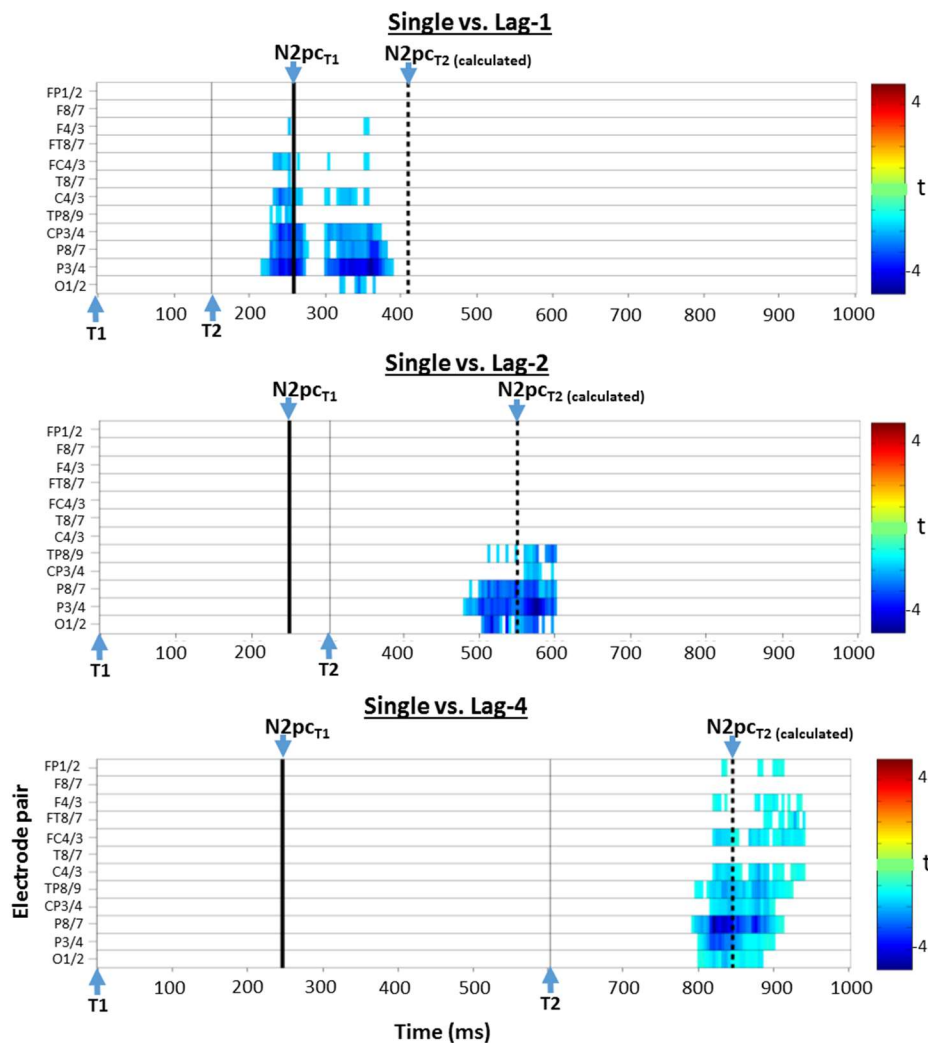 Single vs. Lag-1
N2pcT1 N2pcT2 (calculated)
FP1/2
F8/7
F4/3
FT8/7
FC4/3
T8/7
C4/3
TP8/9
CP3/4
P8/7
P3/4
O1/2
4
t
-4
100 200 300 400 500 600 700 800 900 1000
T1 T2
Single vs. Lag-2
N2pcT1 N2pcT2 (calculated)
FP1/2
F8/7
F4/3
FT8/7
FC4/3
T8/7
C4/3
TP8/9
CP3/4
P8/7
P3/4
O1/2
4
t
-4
100 200 400 500 600 700 800 900 1000
T1 T2
Single vs. Lag-4
N2pcT1 N2pcT2 (calculated)
Electrode pair
FP1/2
F8/7
F4/3
FT8/7
FC4/3
T8/7
C4/3
TP8/9
CP3/4
P8/7
P3/4
O1/2
4
t
-4
100 200 300 400 500 700 800 900 1000
T1 T2
Time (ms)